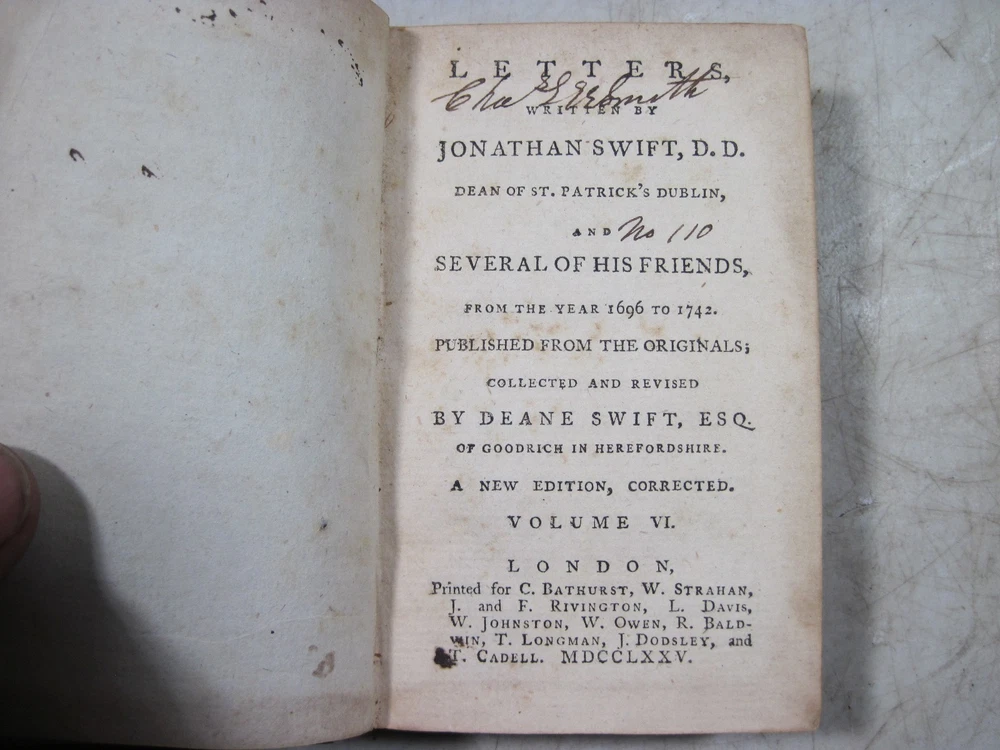 LETTERS,
WRITTEN BY
JONATHAN SWIFT, D.D.
DEAN OF ST. PATRICK'S DUBLIN,
AND No 110
SEVERAL OF HIS FRIENDS,
FROM THE YEAR 1696 TO 1742.
PUBLISHED FROM THE ORIGINALS;
COLLECTED AND REVISED
BY DEANE SWIFT, ESQ.
OF GOODRICH IN HEREFORDSHIRE.
A NEW EDITION, CORRECTED.
VOLUME VI.
LONDON,
Printed for C. BATHURST, W. STRAHAN,
J. and F. RIVINGTON, L. DAVIS,
W. JOHNSTON, W. OWEN, R. BALD-
WIN, T. LONGMAN, J. DODSLEY, and
T. CADELL. MDCCLXXV.